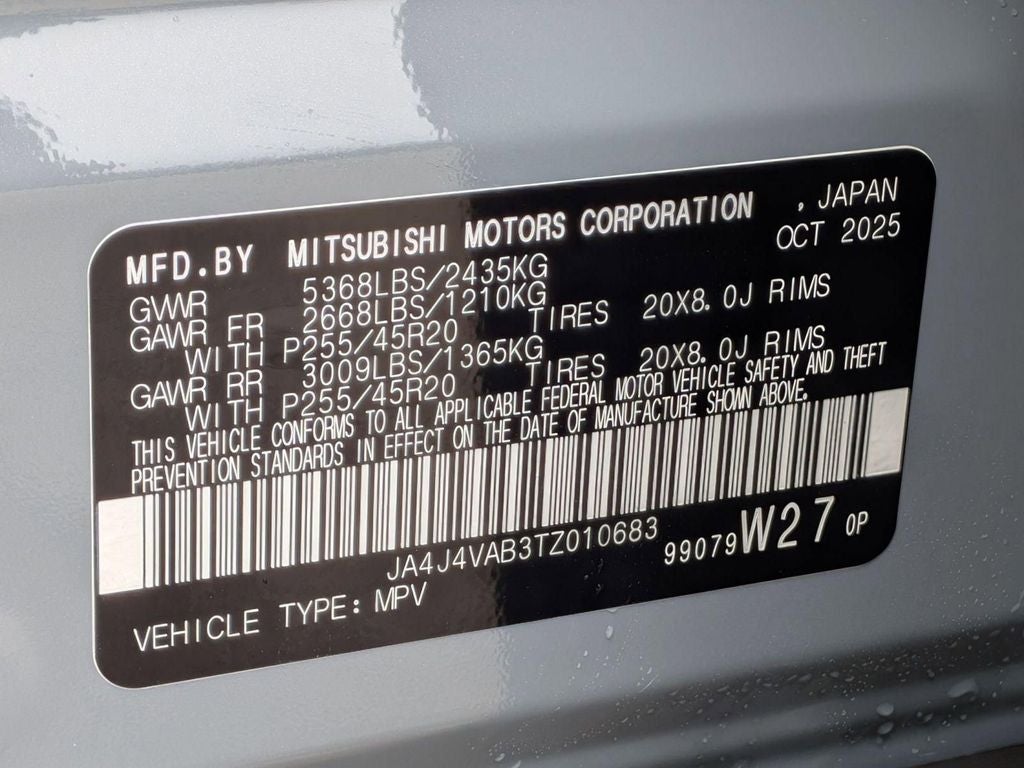 MFD.BY MITSUBISHI MOTORS CORPORATION , JAPAN
OCT 2025
GVWR 5368LBS/2435KG
GAWR FR 2668LBS/1210KG
WITH P255/45R20 TIRES 20X8.0J RIMS
GAWR RR 3009LBS/1365KG
WITH P255/45R20 TIRES 20X8.0J RIMS
THIS VEHICLE CONFORMS TO ALL APPLICABLE FEDERAL MOTOR VEHICLE SAFETY AND THEFT
PREVENTION STANDARDS IN EFFECT ON THE DATE OF MANUFACTURE SHOWN ABOVE.
JA4J4VAB3TZ010683
99079W27 0P
VEHICLE TYPE: MPV